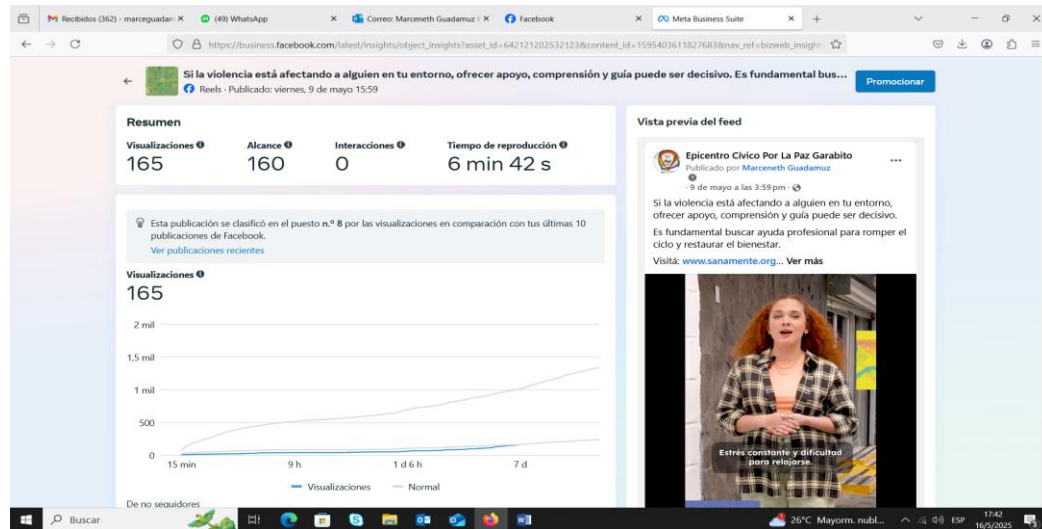 Recibidos (362) - marceguadam
(49) WhatsApp
Correo: Marceneth Guadamuz
Facebook
Meta Business Suite
https://business.facebook.com/latest/insights/object_insights?asset_id=642121202532123&content_id=1595403611827683&nav_ref=bizweb_insight
Si la violencia está afectando a alguien en tu entorno, ofrecer apoyo, comprensión y guía puede ser decisivo. Es fundamental bus...
Reels · Publicado: viernes, 9 de mayo 15:59
Promocionar
Resumen
Visualizaciones
Alcance
Interacciones
Tiempo de reproducción
165
160
0
6 min 42 s
Esta publicación se clasificó en el puesto n.º 8 por las visualizaciones en comparación con tus últimas 10
publicaciones de Facebook.
Ver publicaciones recientes
Visualizaciones
165
2 mil
1,5 mil
1 mil
500
0
15 min
9 h
1 d 6 h
7 d
Visualizaciones
Normal
De no seguidores
Vista previa del feed
Epicentro Cívico Por La Paz Garabito
Publicado por Marceneth Guadamuz
· 9 de mayo a las 3:59 pm ·
Si la violencia está afectando a alguien en tu entorno,
ofrecer apoyo, comprensión y guía puede ser decisivo.
Es fundamental buscar ayuda profesional para romper el
ciclo y restaurar el bienestar.
Visitá: www.sanamente.org... Ver más
Estrés constante y dificultad
para relajarse.
Buscar
26°C Mayorm. nubl...
ESP
17:42
16/5/2025